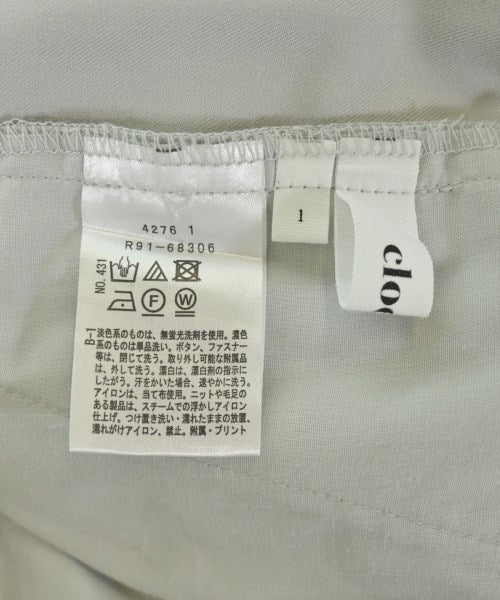 4276 1
R91-68306
NO.431
B-1
淡色系のものは、無蛍光洗剤を使用。濃色
系のものは単品洗い。ボタン、ファスナー
等は、閉じて洗う。取り外し可能な附属品
は、外して洗う。漂白は、漂白剤の指示に
したがう。汗をかいた場合、速やかに洗う。
アイロンは、当て布使用。ニットや毛足の
ある製品は、スチームでの浮かしアイロン
仕上げ。つけ置き洗い・濡れたままの放置、
濡れがけアイロン、禁止。附属・プリント
1
clo